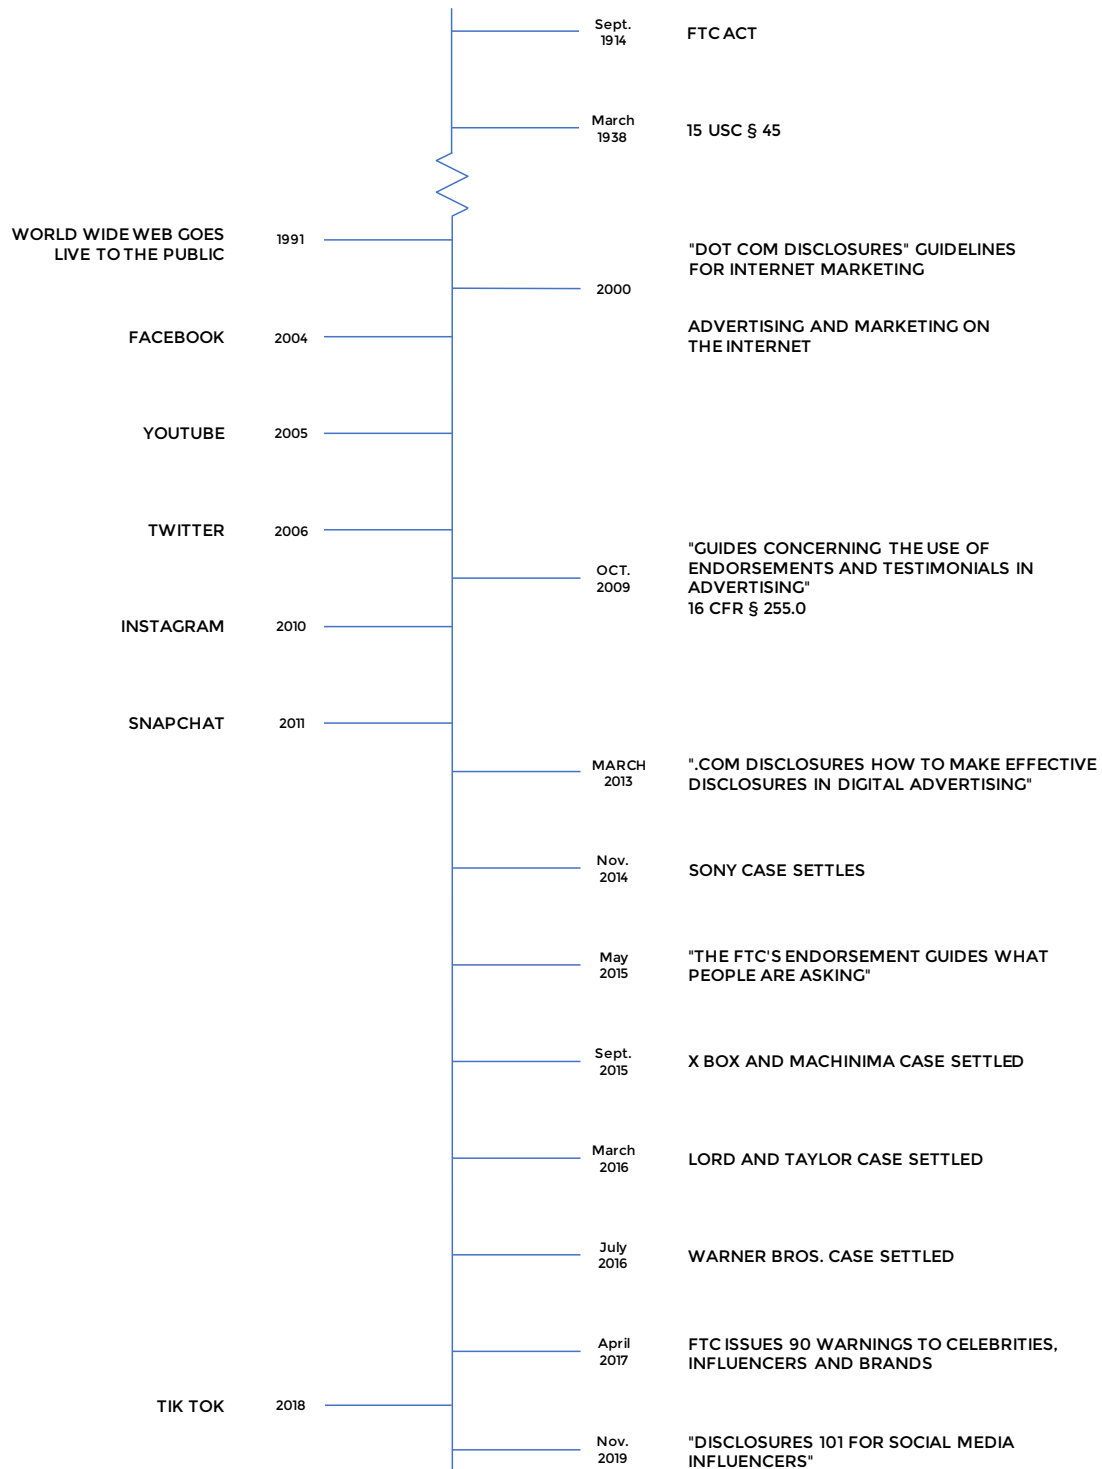 Sept.
1914
FTC ACT
March
1938
15 USC § 45
WORLD WIDE WEB GOES
LIVE TO THE PUBLIC
1991
"DOT COM DISCLOSURES" GUIDELINES
FOR INTERNET MARKETING
2000
ADVERTISING AND MARKETING ON
THE INTERNET
FACEBOOK
2004
YOUTUBE
2005
TWITTER
2006
OCT.
2009
"GUIDES CONCERNING THE USE OF
ENDORSEMENTS AND TESTIMONIALS IN
ADVERTISING"
16 CFR § 255.0
INSTAGRAM
2010
SNAPCHAT
2011
MARCH
2013
".COM DISCLOSURES HOW TO MAKE EFFECTIVE
DISCLOSURES IN DIGITAL ADVERTISING"
Nov.
2014
SONY CASE SETTLES
May
2015
"THE FTC'S ENDORSEMENT GUIDES WHAT
PEOPLE ARE ASKING"
Sept.
2015
X BOX AND MACHINIMA CASE SETTLED
March
2016
LORD AND TAYLOR CASE SETTLED
July
2016
WARNER BROS. CASE SETTLED
April
2017
FTC ISSUES 90 WARNINGS TO CELEBRITIES,
INFLUENCERS AND BRANDS
TIK TOK
2018
Nov.
2019
"DISCLOSURES 101 FOR SOCIAL MEDIA
INFLUENCERS"